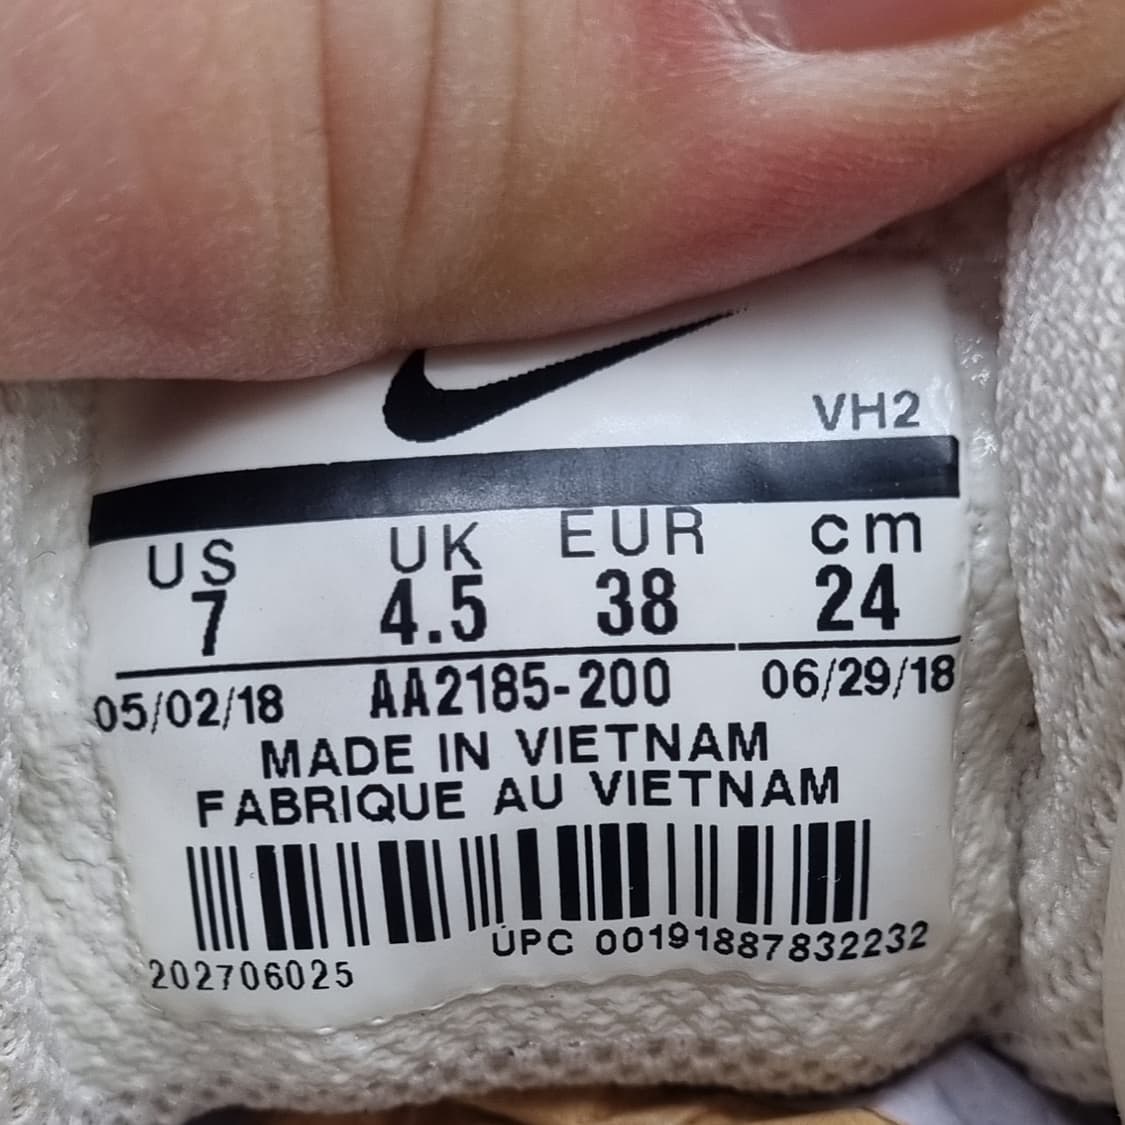 VH2
US UK EUR cm
7 4.5 38 24
05/02/18 AA2185-200 06/29/18
MADE IN VIETNAM
FABRIQUE AU VIETNAM
UPC 00191887832232
202706025